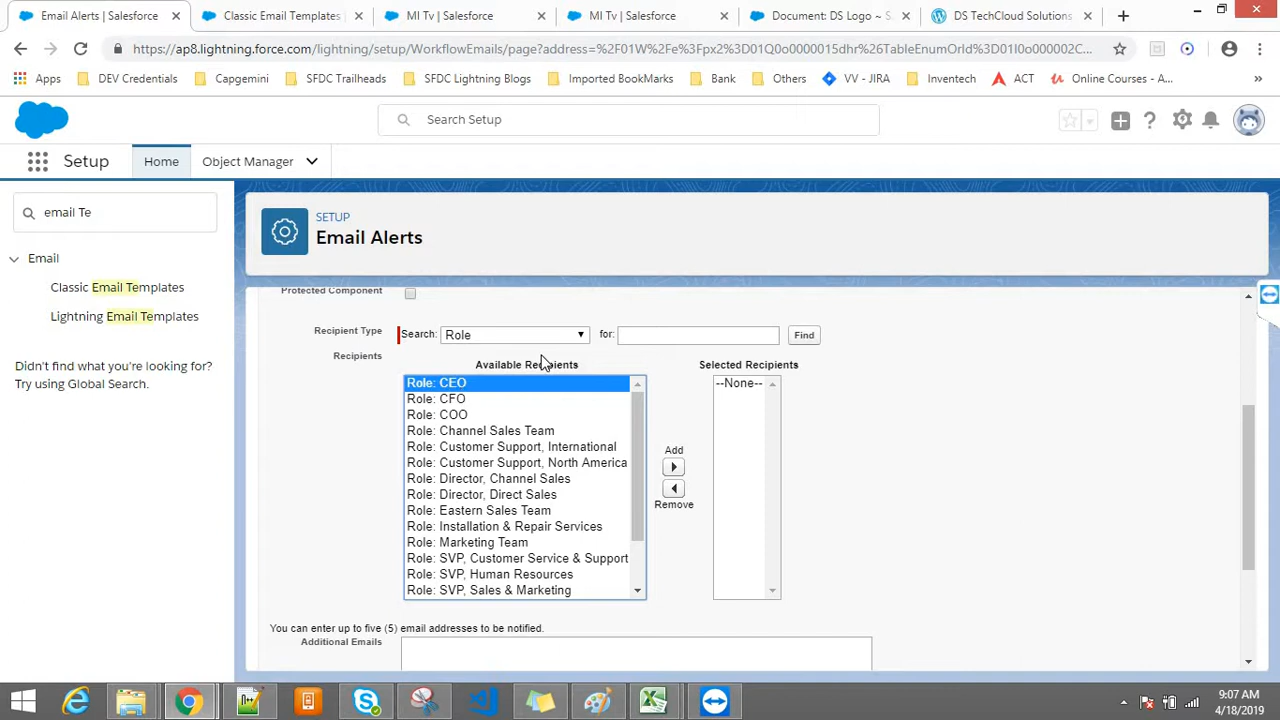 Email Alerts | Salesforce
Classic Email Templates |
MI Tv | Salesforce
MI Tv | Salesforce
Document: DS Logo ~ S
DS TechCloud Solutions
https://ap8.lightning.force.com/lightning/setup/WorkflowEmails/page?address=%2F01W%2Fe%3Fpx2%3D01Q0o0000015dhr%26TableEnumOrId%3D01I0o000002C...
Apps
DEV Credentials
Capgemini
SFDC Trailheads
SFDC Lightning Blogs
Imported BookMarks
Bank
Others
VV - JIRA
Inventech
ACT
Online Courses - A...
»
Search Setup
Setup
Home
Object Manager
email Te
SETUP
Email Alerts
Email
Classic Email Templates
Lightning Email Templates
Didn't find what you're looking for?
Try using Global Search.
Protected Component
Recipient Type
Search: Role
for:
Find
Recipients
Available Recipients
Selected Recipients
Role: CEO
Role: CFO
Role: COO
Role: Channel Sales Team
Role: Customer Support, International
Role: Customer Support, North America
Role: Director, Channel Sales
Role: Director, Direct Sales
Role: Eastern Sales Team
Role: Installation & Repair Services
Role: Marketing Team
Role: SVP, Customer Service & Support
Role: SVP, Human Resources
Role: SVP, Sales & Marketing
Add
Remove
--None--
You can enter up to five (5) email addresses to be notified.
Additional Emails
9:07 AM
4/18/2019